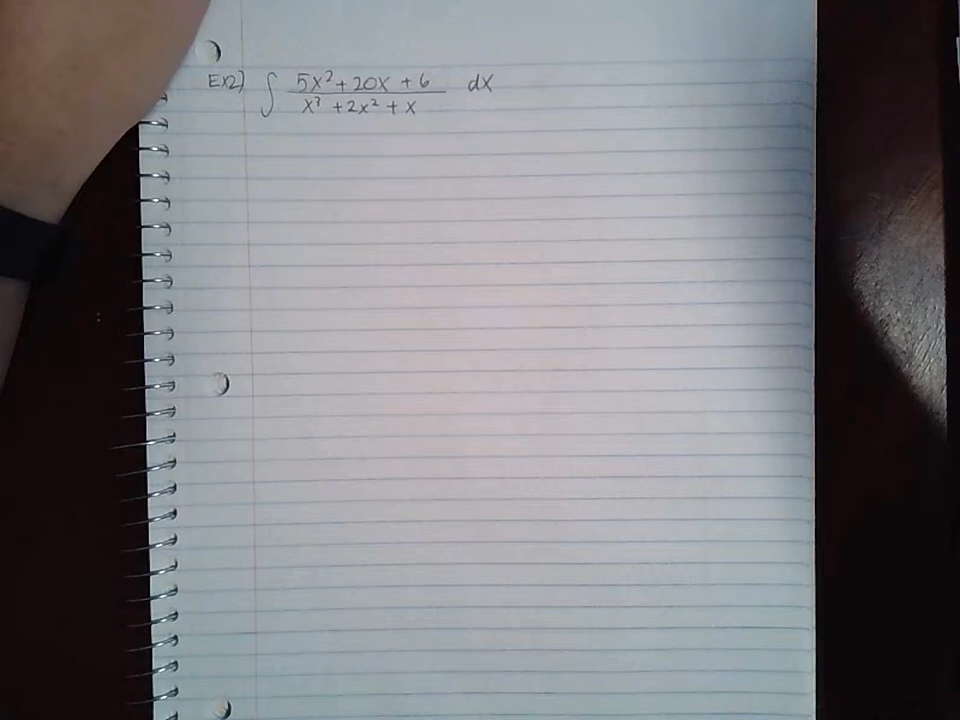 Ex2) ∫ (5x² + 20x + 6)/(x³ + 2x² + x) dx